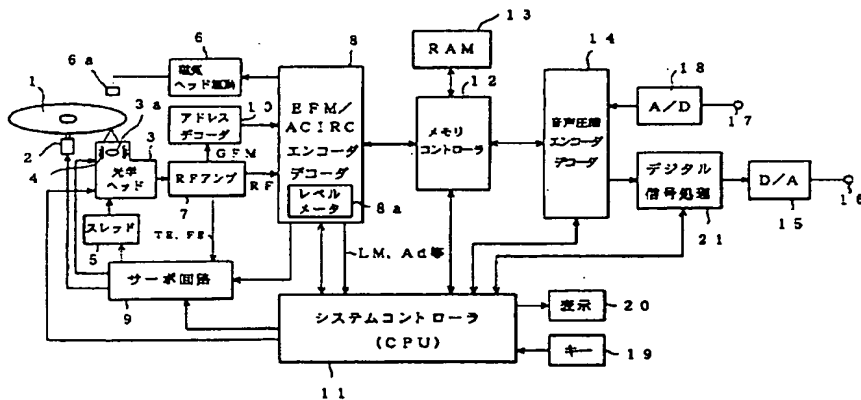 13
6
8
RAM
14
6a
磁気
ヘッド駆動
12
18
1
3a
10
EFM/
ACIRC
エンコーダ
デコーダ
メモリ
コントローラ
音声圧縮
エンコーダ
デコーダ
A/D
17
3
アドレス
デコーダ
2
GFM
4
光学
ヘッド
RFアンプ
RF
デジタル
信号処理
D/A
16
7
レベル
メータ
8a
スレッド
TE、FE
21
15
5
LM、Ad等
サーボ回路
9
システムコントローラ
(CPU)
表示
20
キー
19
11